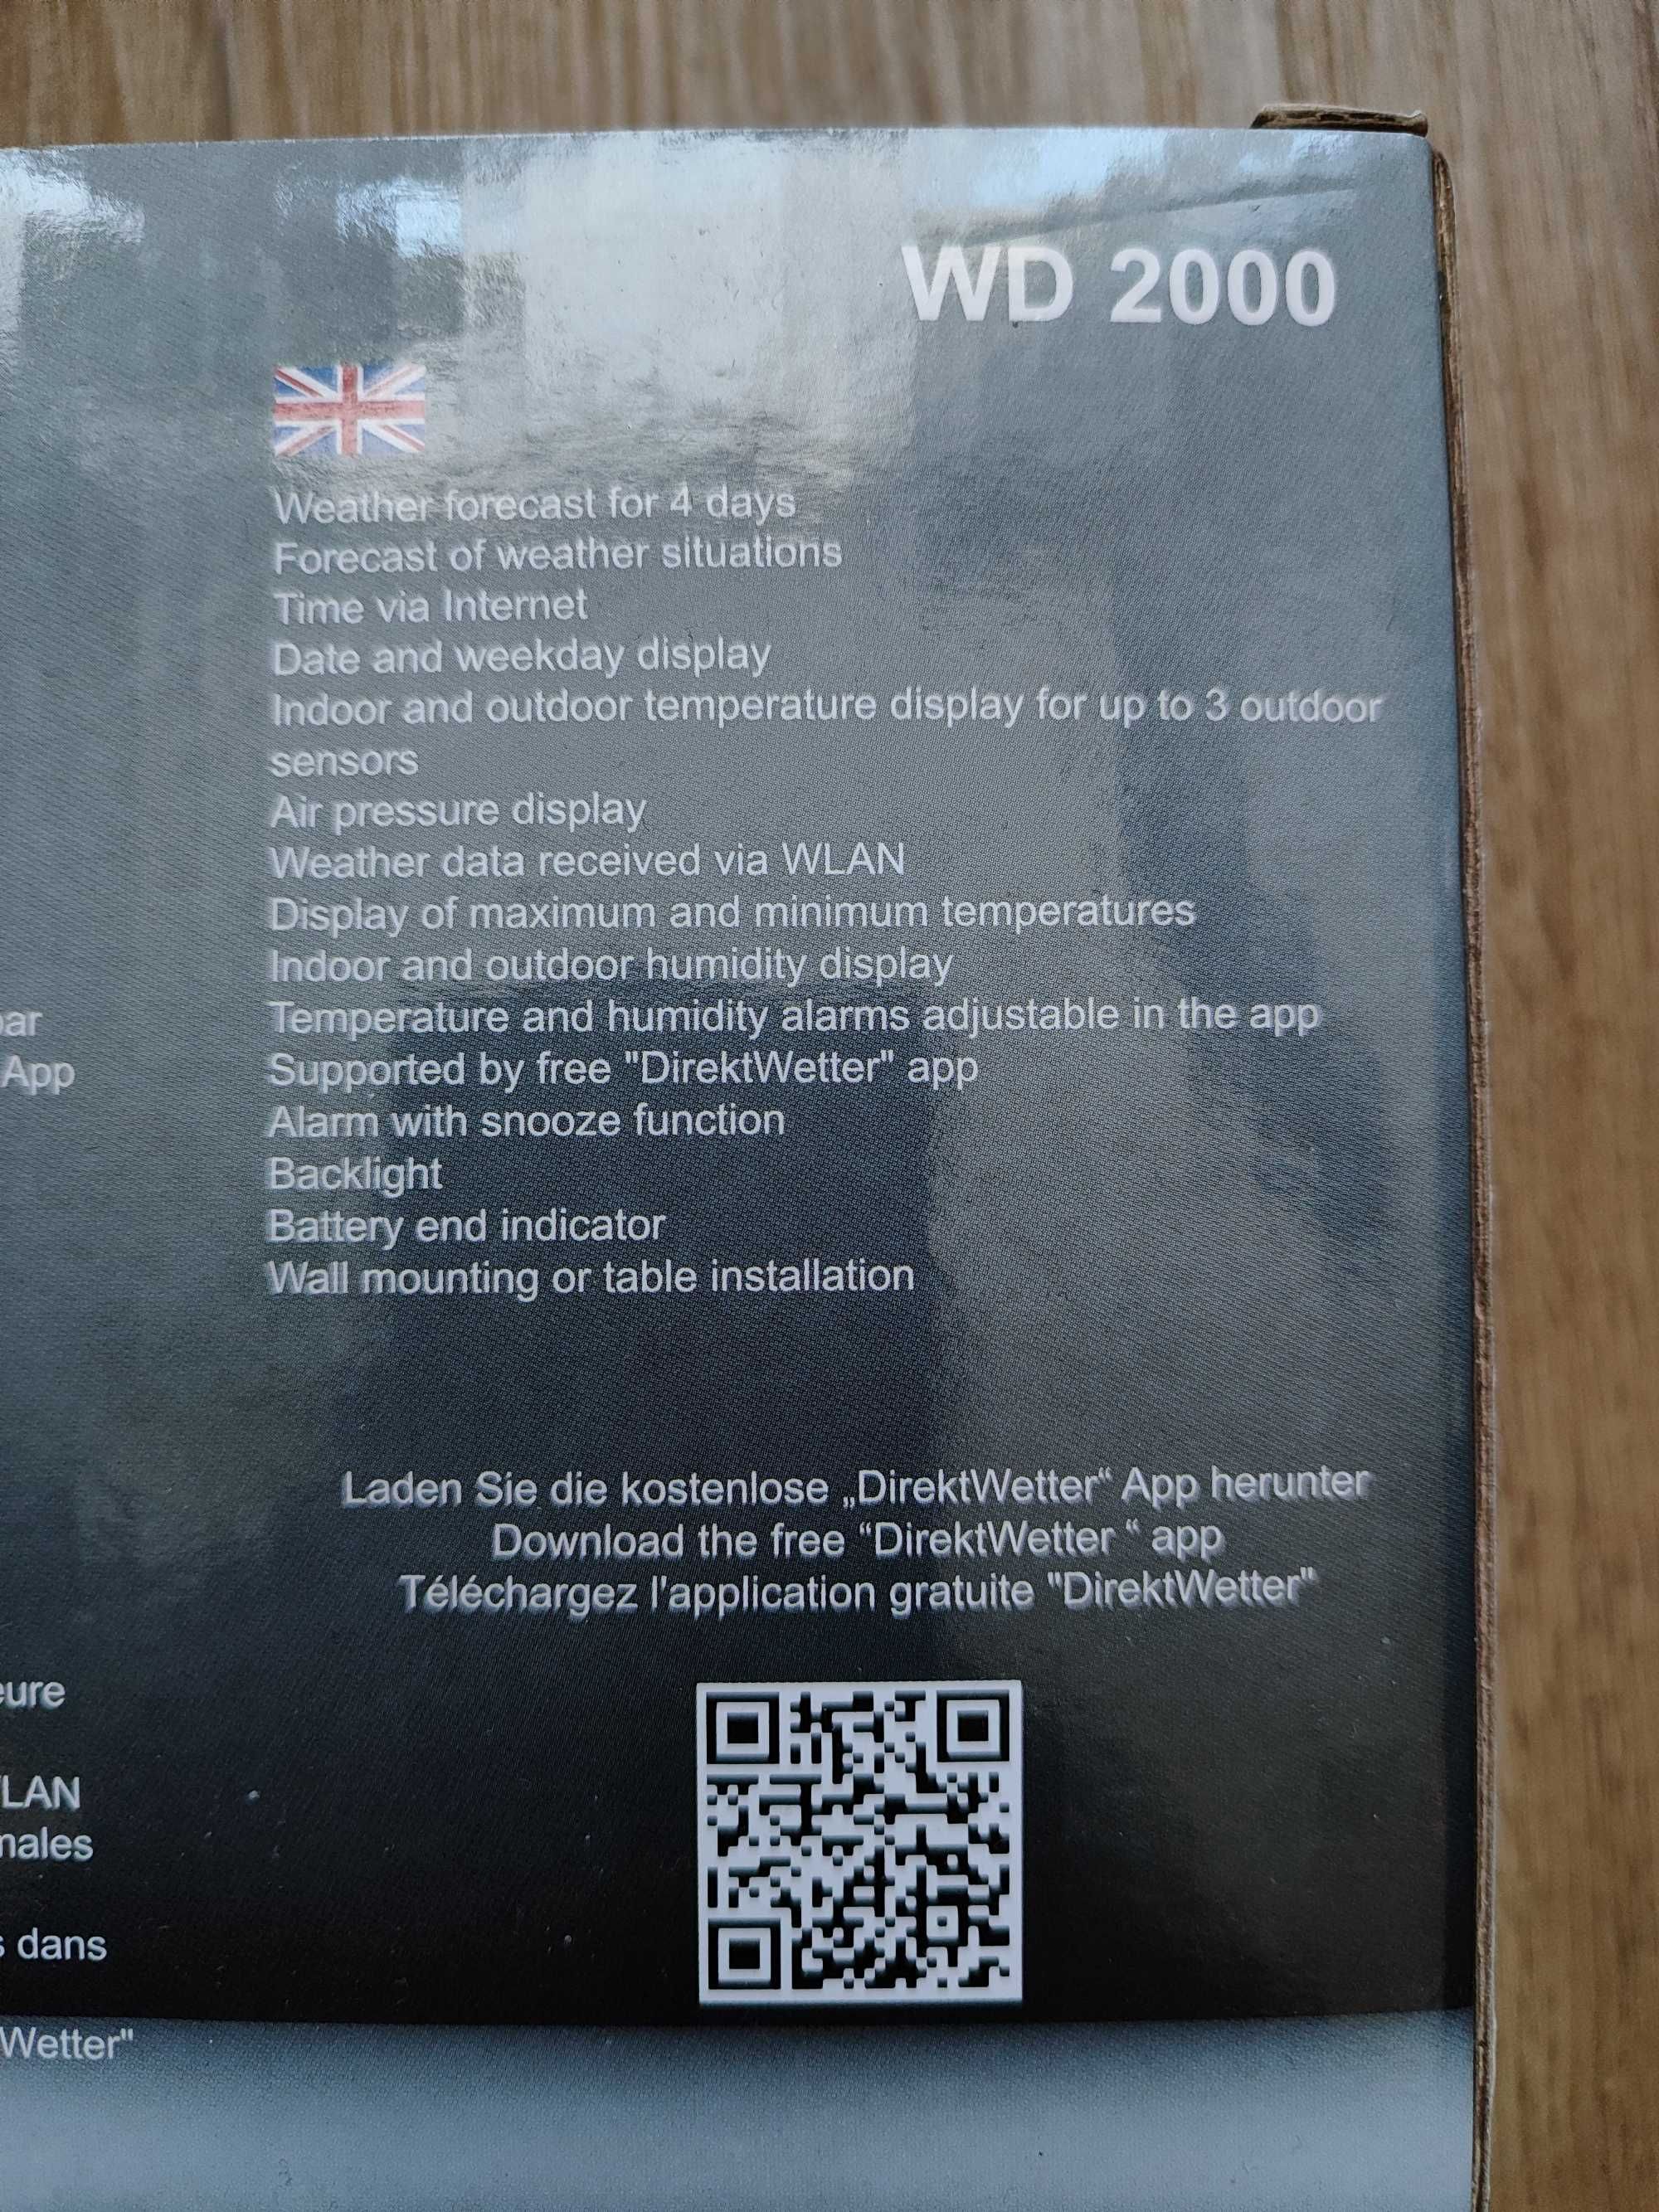 WD 2000
Weather forecast for 4 days
Forecast of weather situations
Time via Internet
Date and weekday display
Indoor and outdoor temperature display for up to 3 outdoor
sensors
Air pressure display
Weather data received via WLAN
Display of maximum and minimum temperatures
Indoor and outdoor humidity display
Temperature and humidity alarms adjustable in the app
Supported by free "DirektWetter" app
Alarm with snooze function
Backlight
Battery end indicator
Wall mounting or table installation
Laden Sie die kostenlose „DirektWetter“ App herunter
Download the free “DirektWetter “ app
Téléchargez l'application gratuite "DirektWetter"
App
dans
Wetter"